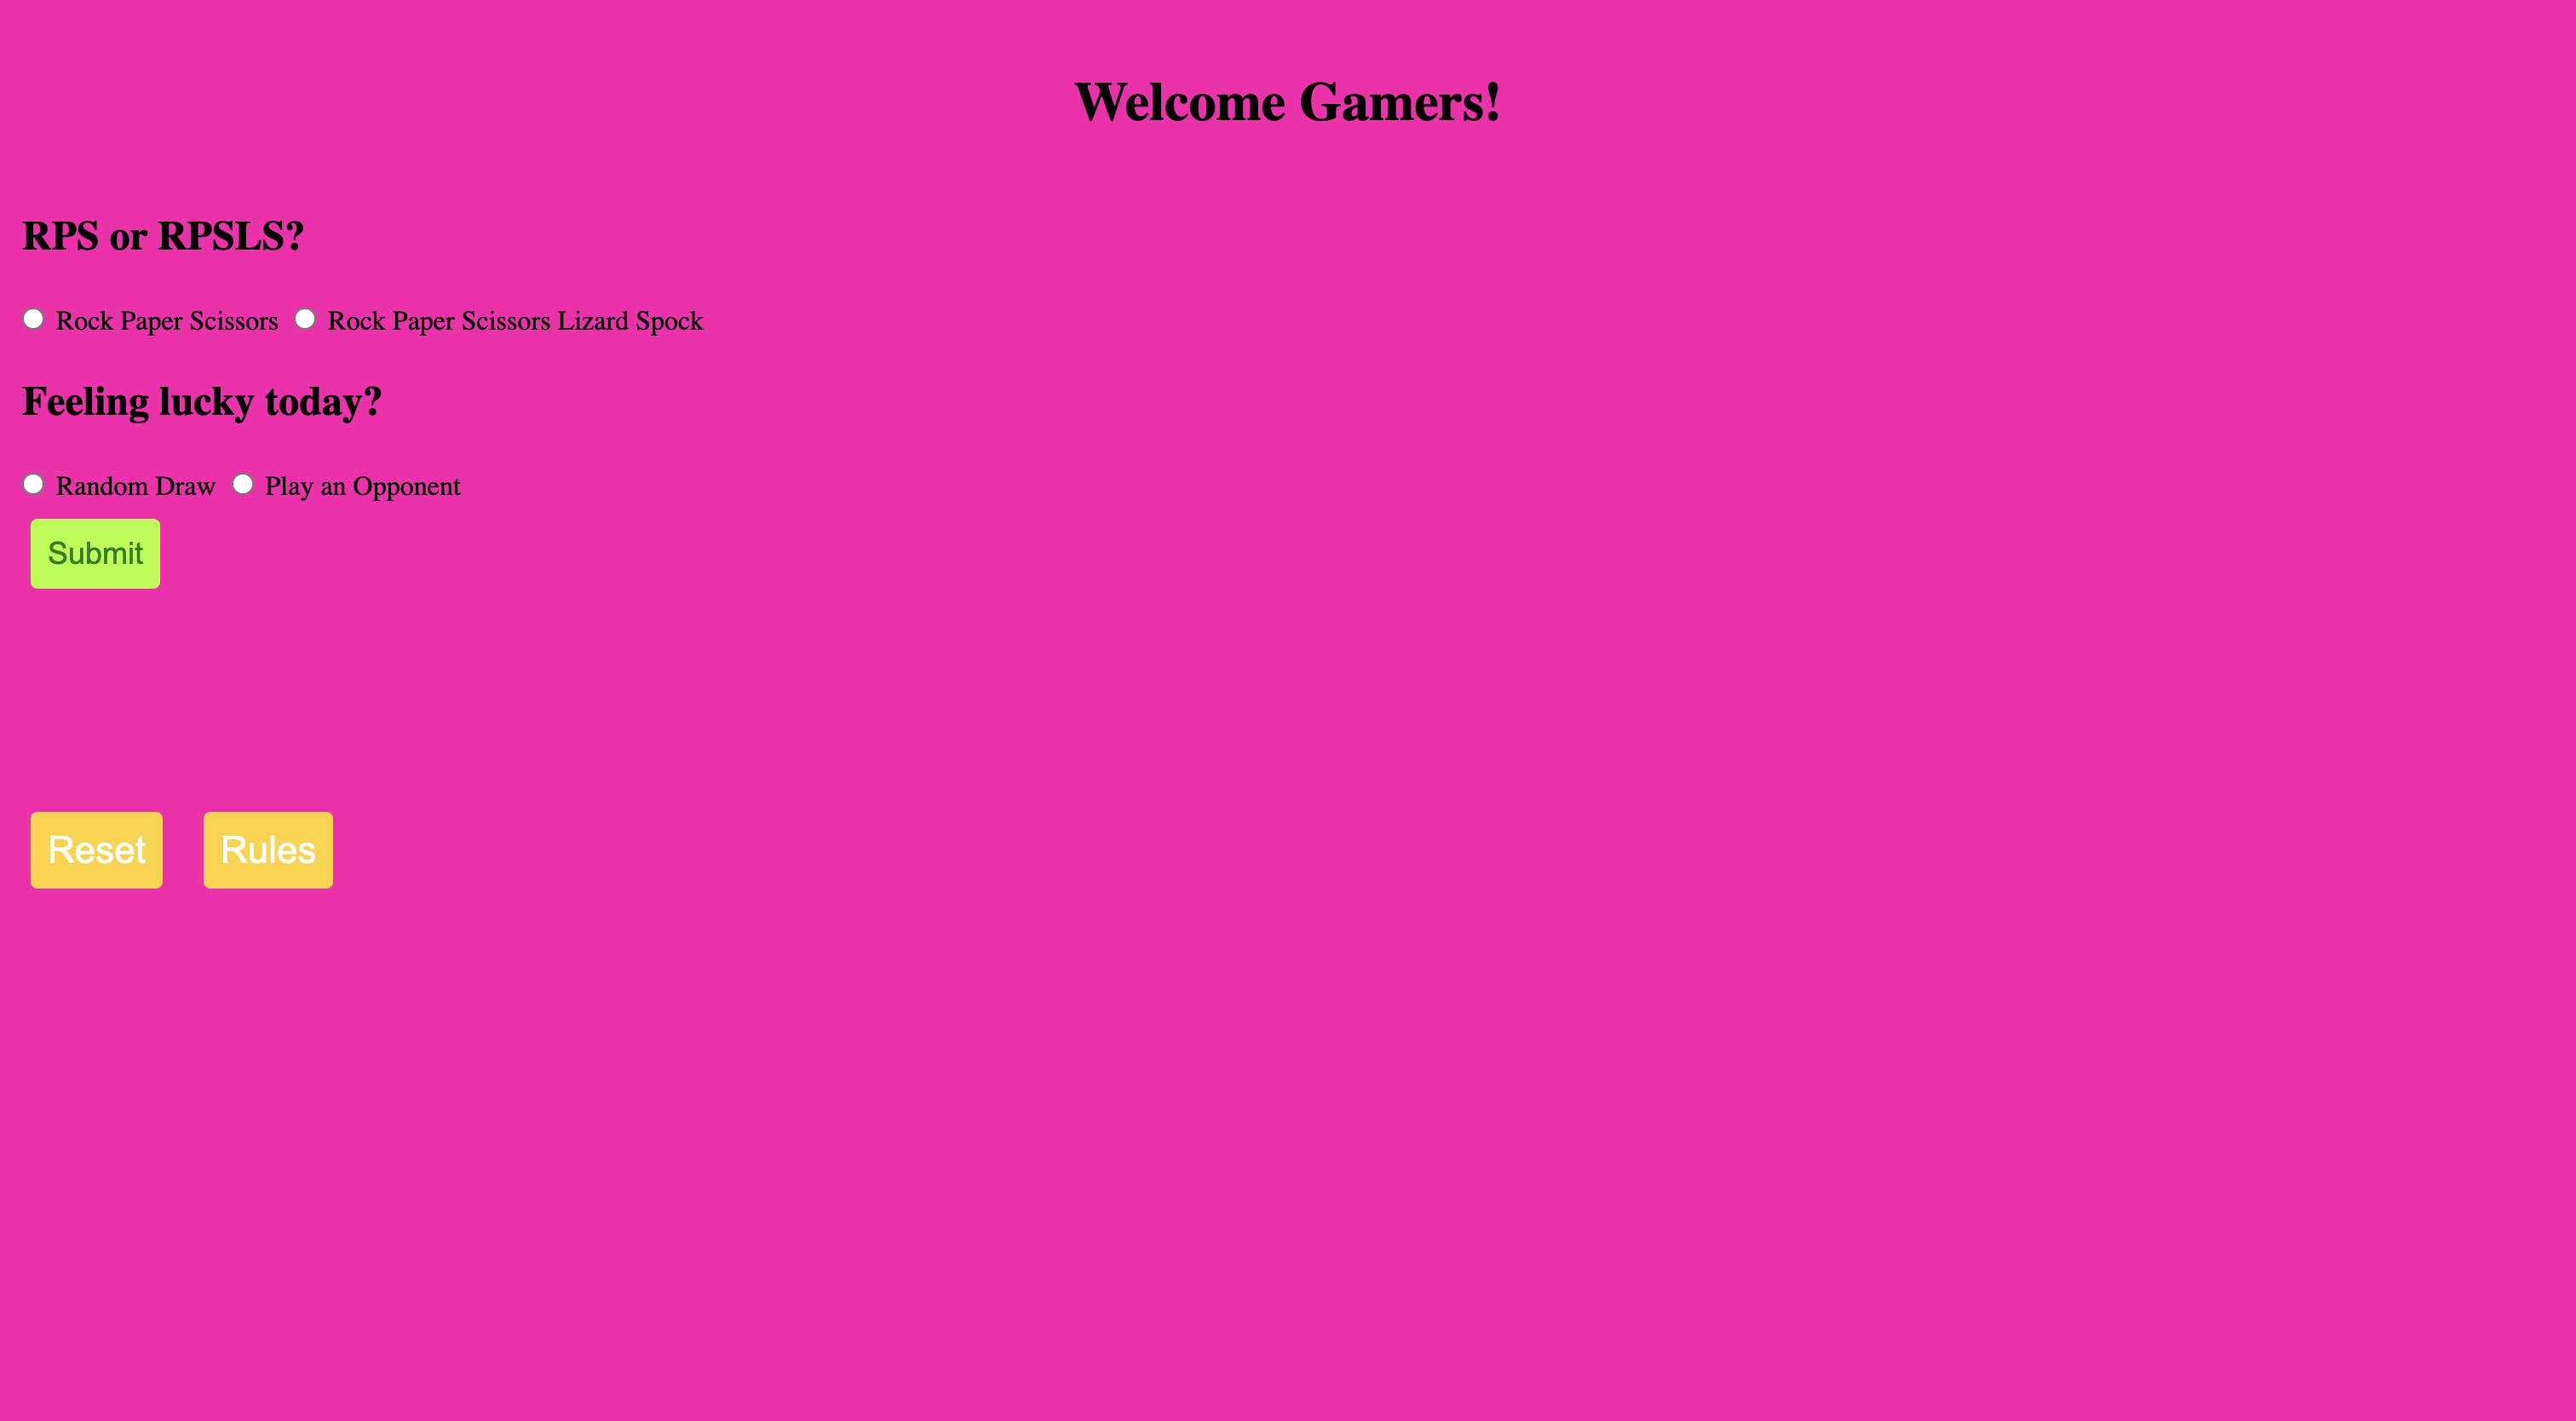 Welcome Gamers!
RPS or RPSLS?
Rock Paper Scissors Rock Paper Scissors Lizard Spock
Feeling lucky today?
Random Draw Play an Opponent
Submit
Reset Rules